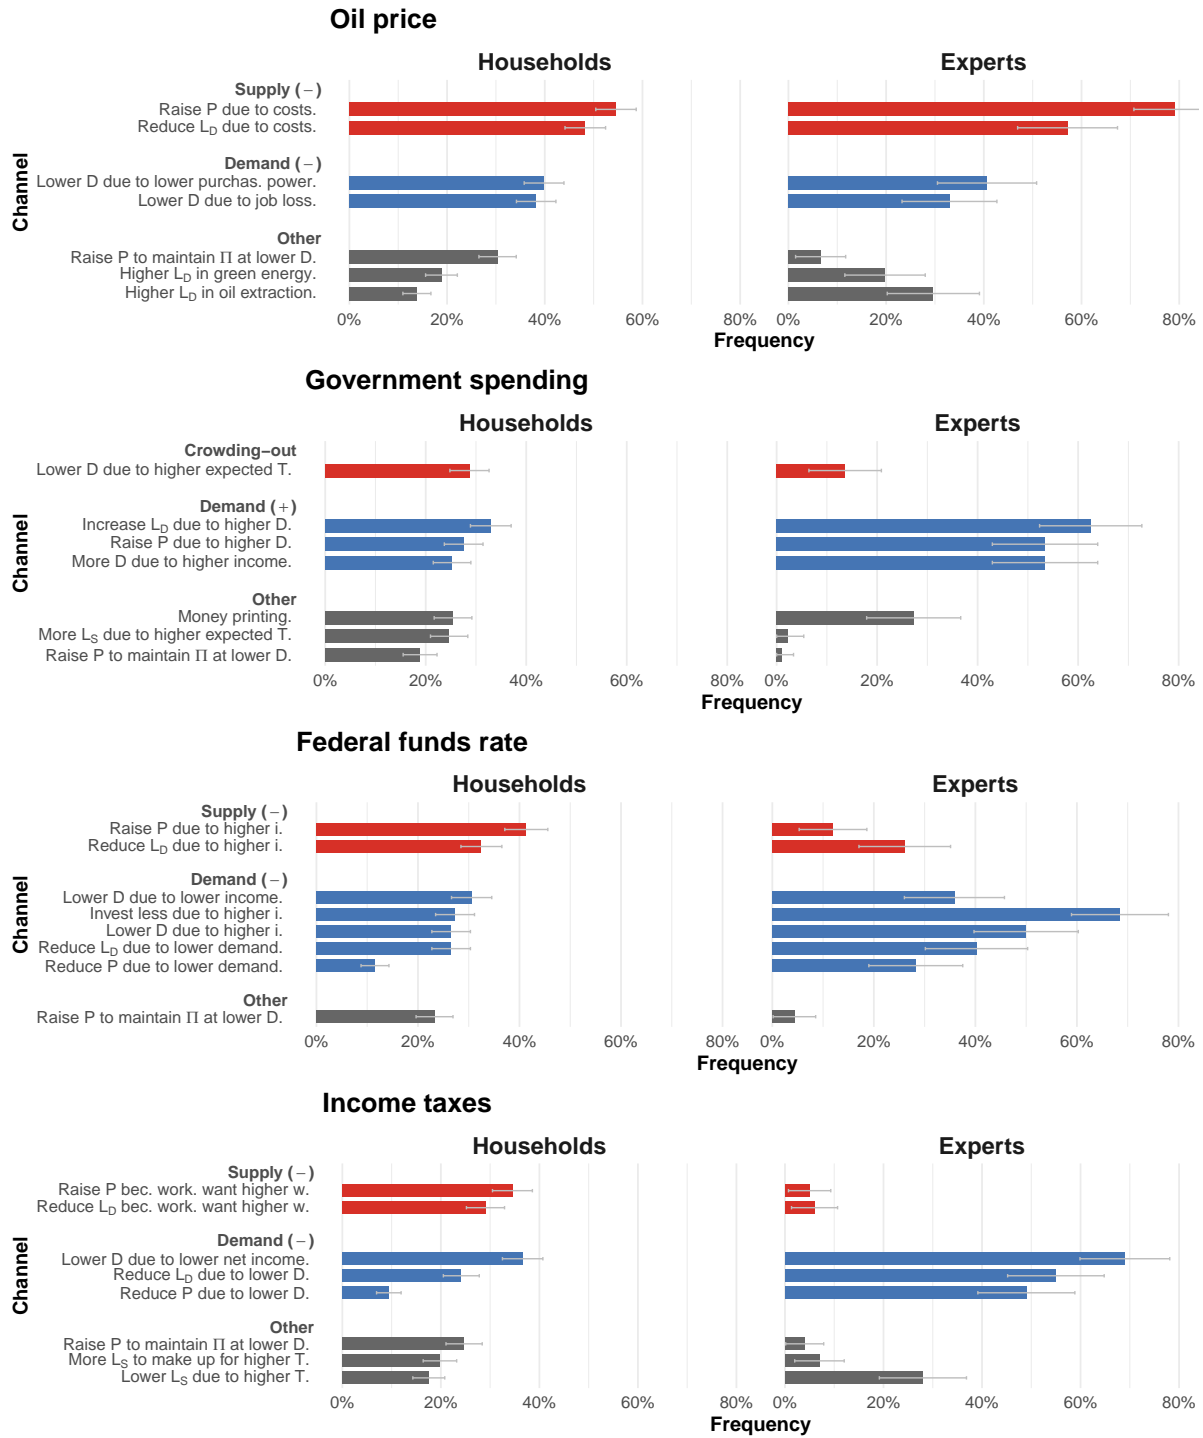 Oil price
Households
Experts
Channel
Supply (−)
Raise P due to costs.
Reduce L_D due to costs.
Demand (−)
Lower D due to lower purchas. power.
Lower D due to job loss.
Other
Raise P to maintain Π at lower D.
Higher L_D in green energy.
Higher L_D in oil extraction.
0% 20% 40% 60% 80% 0% 20% 40% 60% 80%
Frequency
Government spending
Households
Experts
Channel
Crowding−out
Lower D due to higher expected T.
Demand (+)
Increase L_D due to higher D.
Raise P due to higher D.
More D due to higher income.
Other
Money printing.
More L_S due to higher expected T.
Raise P to maintain Π at lower D.
0% 20% 40% 60% 80% 0% 20% 40% 60% 80%
Frequency
Federal funds rate
Households
Experts
Channel
Supply (−)
Raise P due to higher i.
Reduce L_D due to higher i.
Demand (−)
Lower D due to lower income.
Invest less due to higher i.
Lower D due to higher i.
Reduce L_D due to lower demand.
Reduce P due to lower demand.
Other
Raise P to maintain Π at lower D.
0% 20% 40% 60% 80% 0% 20% 40% 60% 80%
Frequency
Income taxes
Households
Experts
Channel
Supply (−)
Raise P bec. work. want higher w.
Reduce L_D bec. work. want higher w.
Demand (−)
Lower D due to lower net income.
Reduce L_D due to lower D.
Reduce P due to lower D.
Other
Raise P to maintain Π at lower D.
More L_S to make up for higher T.
Lower L_S due to higher T.
0% 20% 40% 60% 80% 0% 20% 40% 60% 80%
Frequency